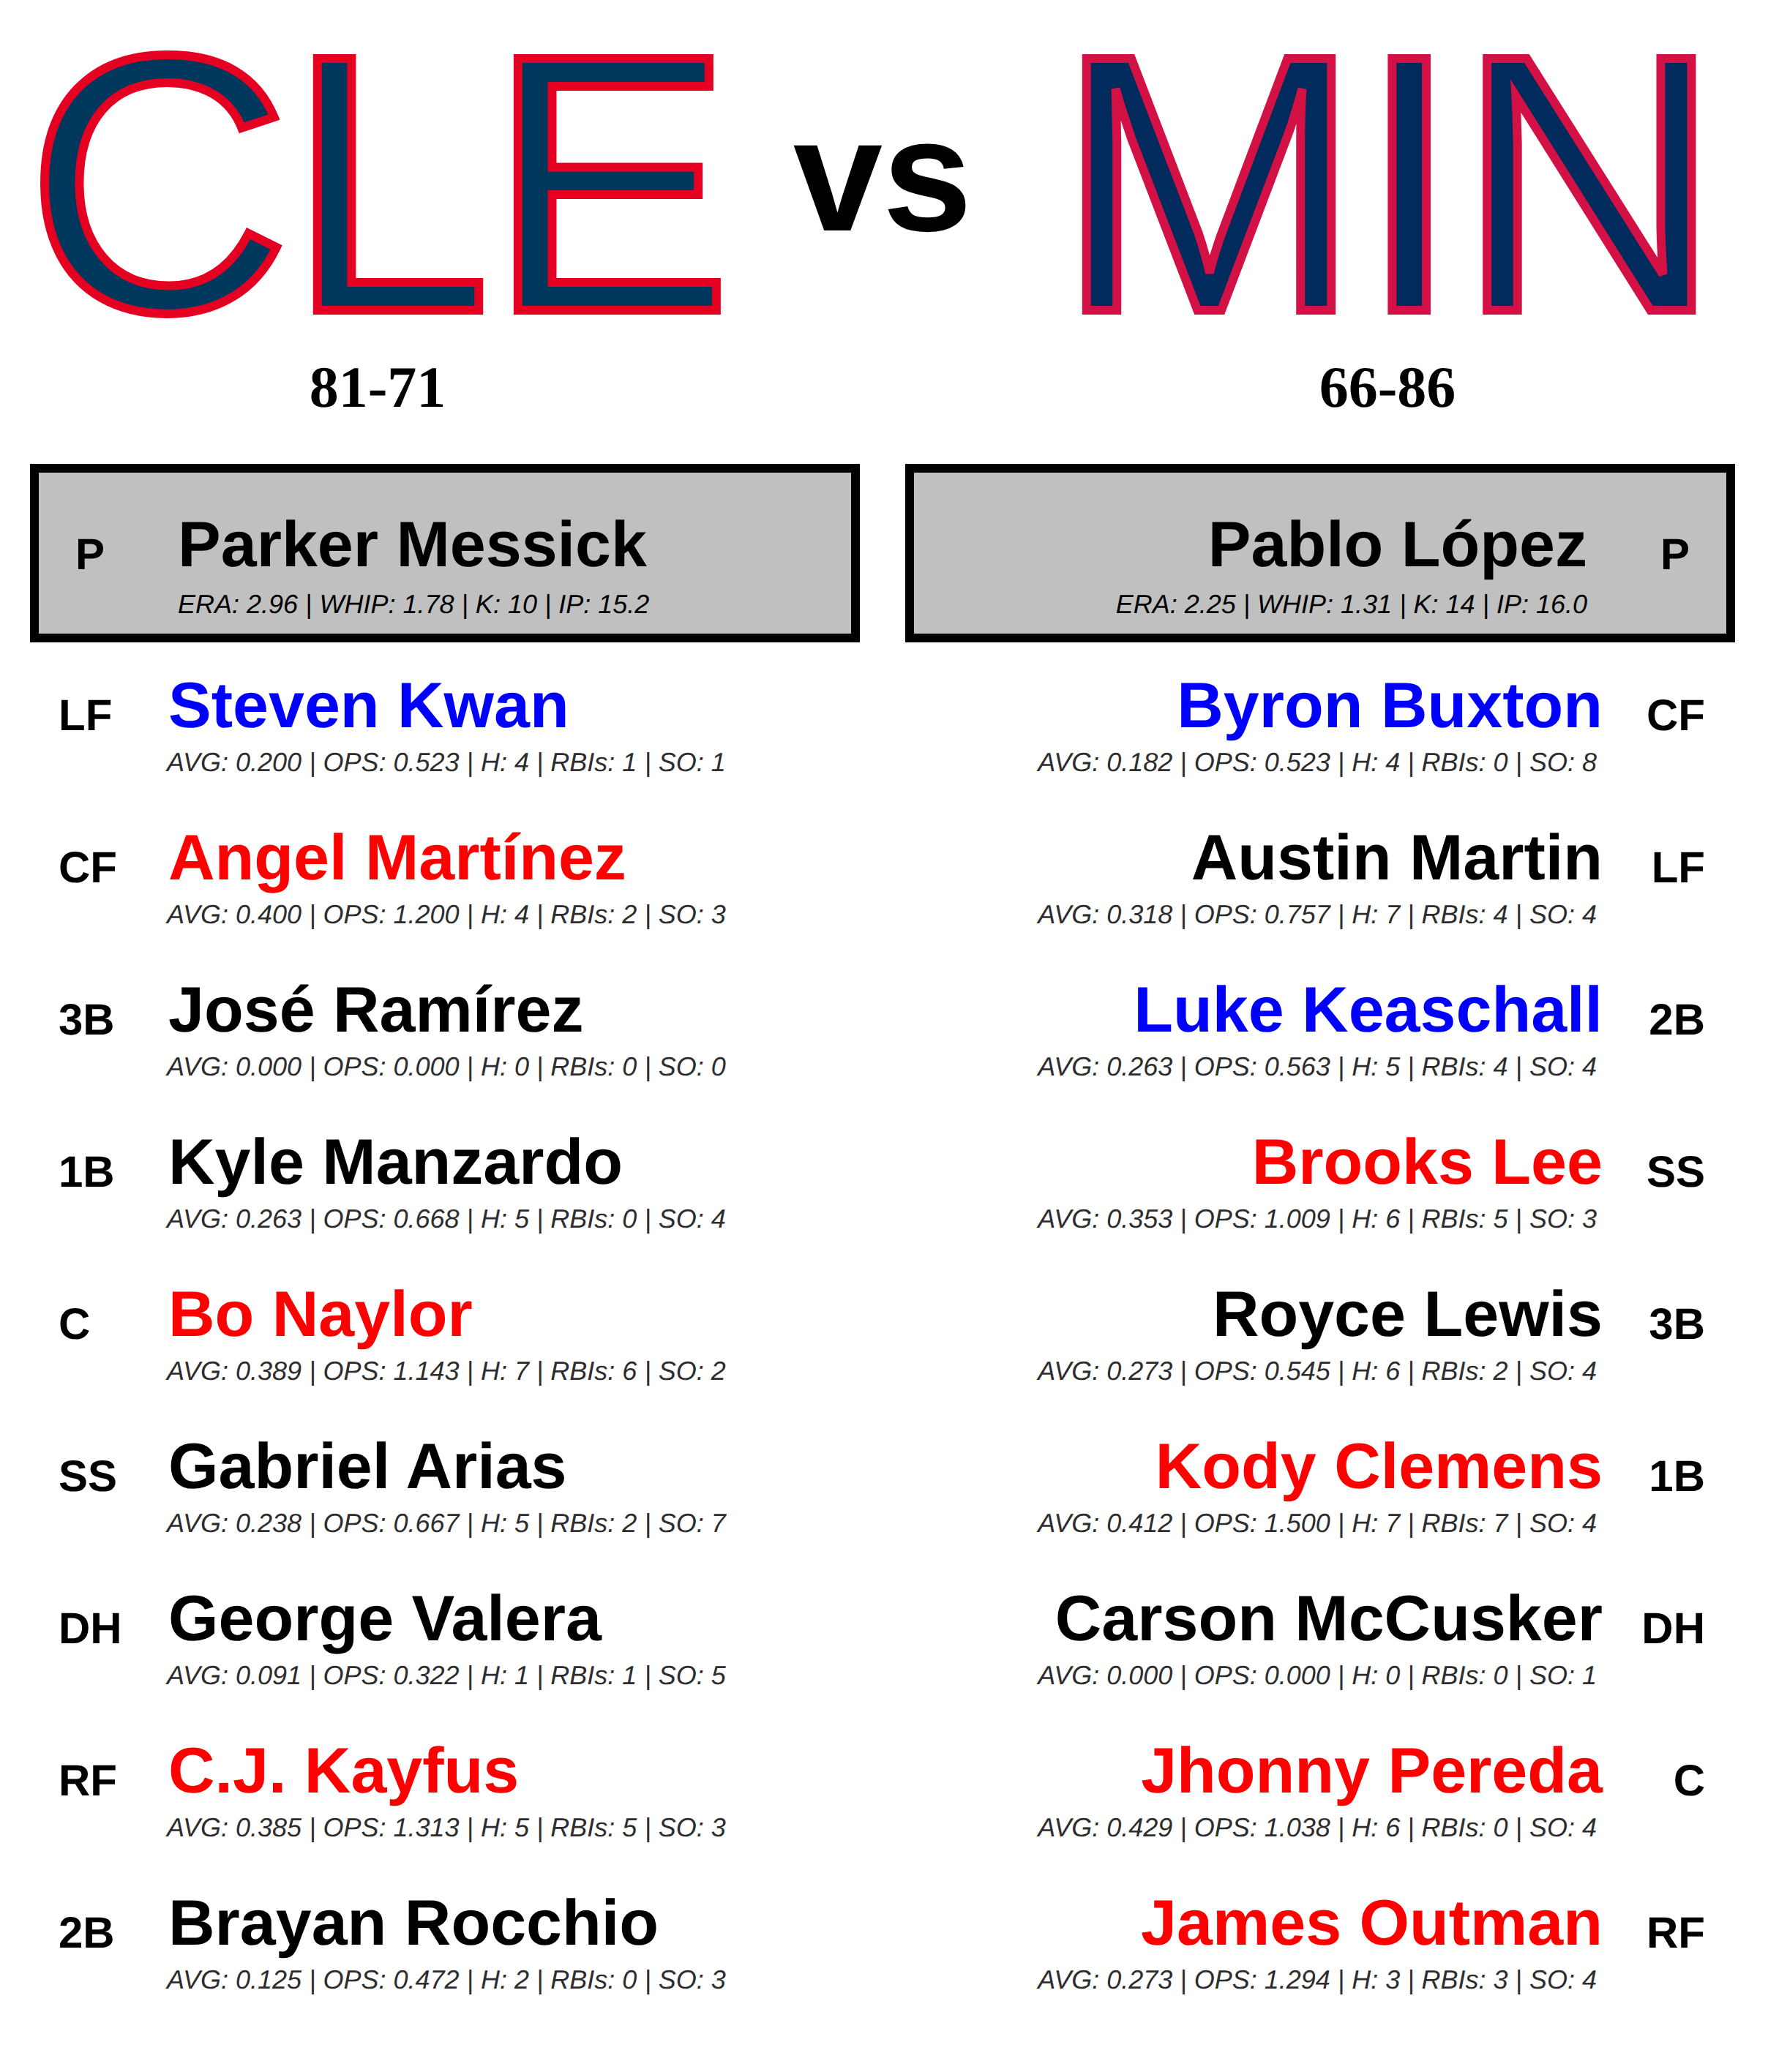 CLE vs MIN
81-71
66-86
P Parker Messick
ERA: 2.96 | WHIP: 1.78 | K: 10 | IP: 15.2
Pablo López P
ERA: 2.25 | WHIP: 1.31 | K: 14 | IP: 16.0
LF Steven Kwan
AVG: 0.200 | OPS: 0.523 | H: 4 | RBIs: 1 | SO: 1
CF Angel Martínez
AVG: 0.400 | OPS: 1.200 | H: 4 | RBIs: 2 | SO: 3
3B José Ramírez
AVG: 0.000 | OPS: 0.000 | H: 0 | RBIs: 0 | SO: 0
1B Kyle Manzardo
AVG: 0.263 | OPS: 0.668 | H: 5 | RBIs: 0 | SO: 4
C Bo Naylor
AVG: 0.389 | OPS: 1.143 | H: 7 | RBIs: 6 | SO: 2
SS Gabriel Arias
AVG: 0.238 | OPS: 0.667 | H: 5 | RBIs: 2 | SO: 7
DH George Valera
AVG: 0.091 | OPS: 0.322 | H: 1 | RBIs: 1 | SO: 5
RF C.J. Kayfus
AVG: 0.385 | OPS: 1.313 | H: 5 | RBIs: 5 | SO: 3
2B Brayan Rocchio
AVG: 0.125 | OPS: 0.472 | H: 2 | RBIs: 0 | SO: 3
Byron Buxton CF
AVG: 0.182 | OPS: 0.523 | H: 4 | RBIs: 0 | SO: 8
Austin Martin LF
AVG: 0.318 | OPS: 0.757 | H: 7 | RBIs: 4 | SO: 4
Luke Keaschall 2B
AVG: 0.263 | OPS: 0.563 | H: 5 | RBIs: 4 | SO: 4
Brooks Lee SS
AVG: 0.353 | OPS: 1.009 | H: 6 | RBIs: 5 | SO: 3
Royce Lewis 3B
AVG: 0.273 | OPS: 0.545 | H: 6 | RBIs: 2 | SO: 4
Kody Clemens 1B
AVG: 0.412 | OPS: 1.500 | H: 7 | RBIs: 7 | SO: 4
Carson McCusker DH
AVG: 0.000 | OPS: 0.000 | H: 0 | RBIs: 0 | SO: 1
Jhonny Pereda C
AVG: 0.429 | OPS: 1.038 | H: 6 | RBIs: 0 | SO: 4
James Outman RF
AVG: 0.273 | OPS: 1.294 | H: 3 | RBIs: 3 | SO: 4